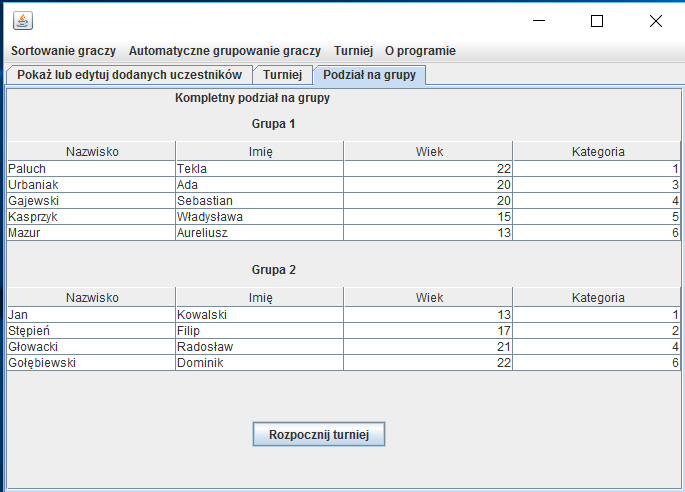 Sortowanie graczy Automatyczne grupowanie graczy Turniej O programie
Pokaż lub edytuj dodanych uczestników Turniej Podział na grupy
Kompletny podział na grupy
Grupa 1
Nazwisko Imię Wiek Kategoria
Paluch Tekla 22 1
Urbaniak Ada 20 3
Gajewski Sebastian 20 4
Kasprzyk Władysława 15 5
Mazur Aureliusz 13 6
Grupa 2
Nazwisko Imię Wiek Kategoria
Jan Kowalski 13 1
Stępień Filip 17 2
Głowacki Radosław 21 4
Gołębiewski Dominik 22 6
Rozpocznij turniej